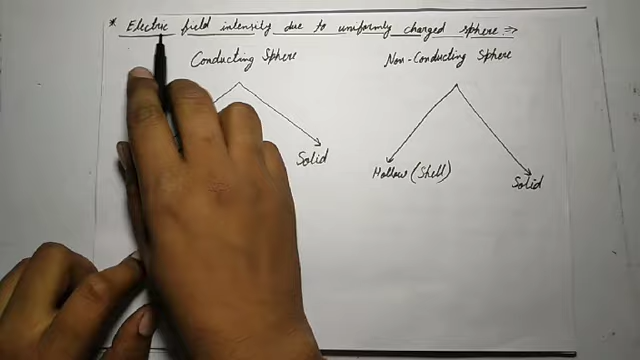 * Electric field intensity due to uniformly charged sphere ⇒
Conducting Sphere
Non-Conducting Sphere
Solid
Hollow (Shell)
Solid